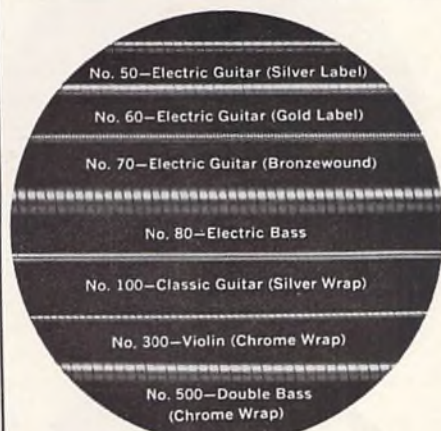 No. 50—Electric Guitar (Silver Label)
No. 60—Electric Guitar (Gold Label)
No. 70—Electric Guitar (Bronzewound)
No. 80—Electric Bass
No. 100—Classic Guitar (Silver Wrap)
No. 300—Violin (Chrome Wrap)
No. 500—Double Bass
(Chrome Wrap)